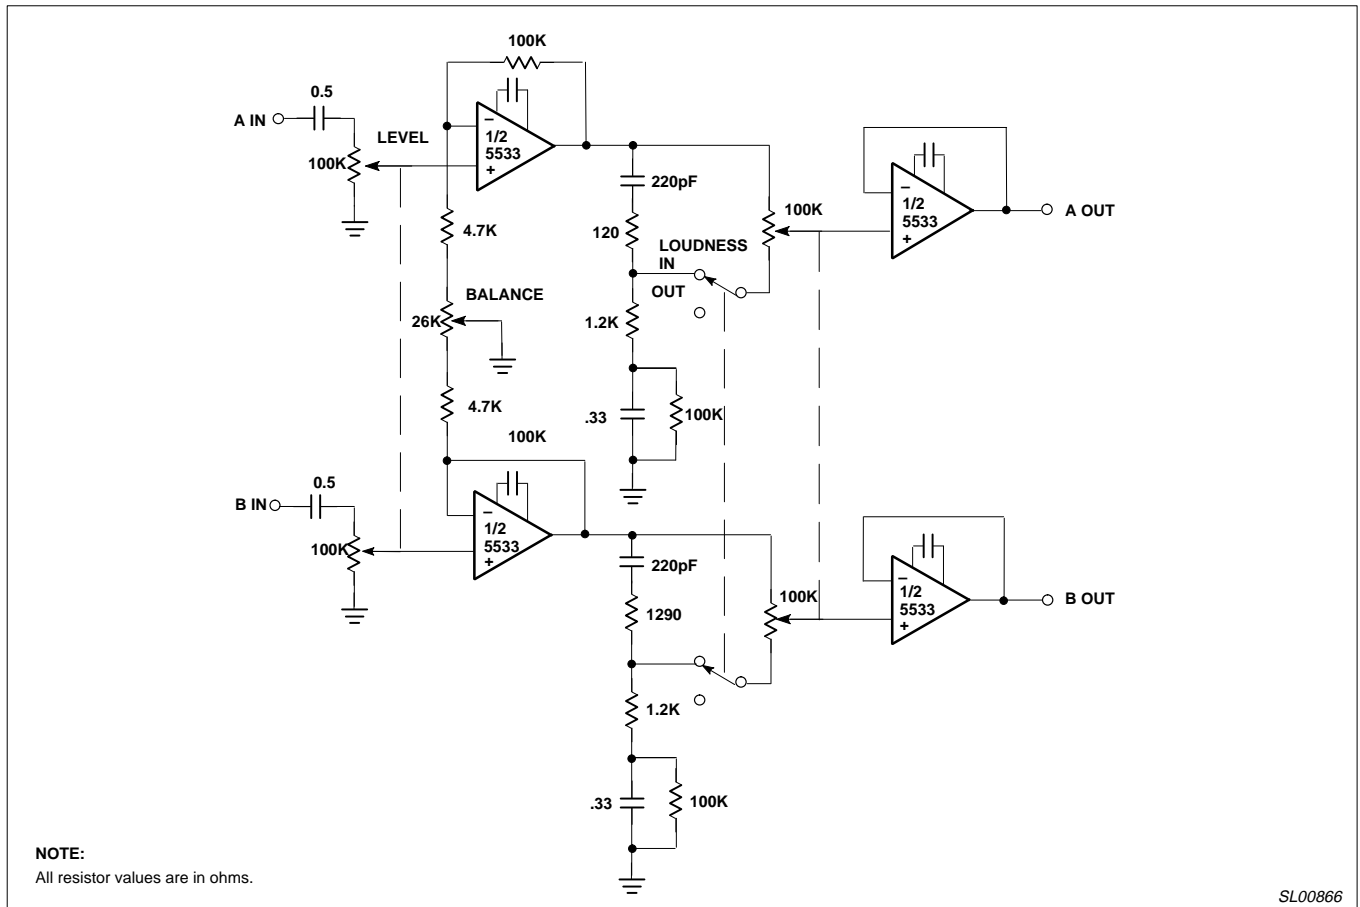 100K
0.5
A IN
LEVEL
100K
−
1/2
5533
+
220pF
120
4.7K
100K
LOUDNESS
IN
OUT
−
1/2
5533
+
A OUT
BALANCE
26K
1.2K
4.7K
.33
100K
100K
0.5
B IN
100K
−
1/2
5533
+
220pF
1290
100K
−
1/2
5533
+
B OUT
1.2K
.33
100K
NOTE:
All resistor values are in ohms.
SL00866